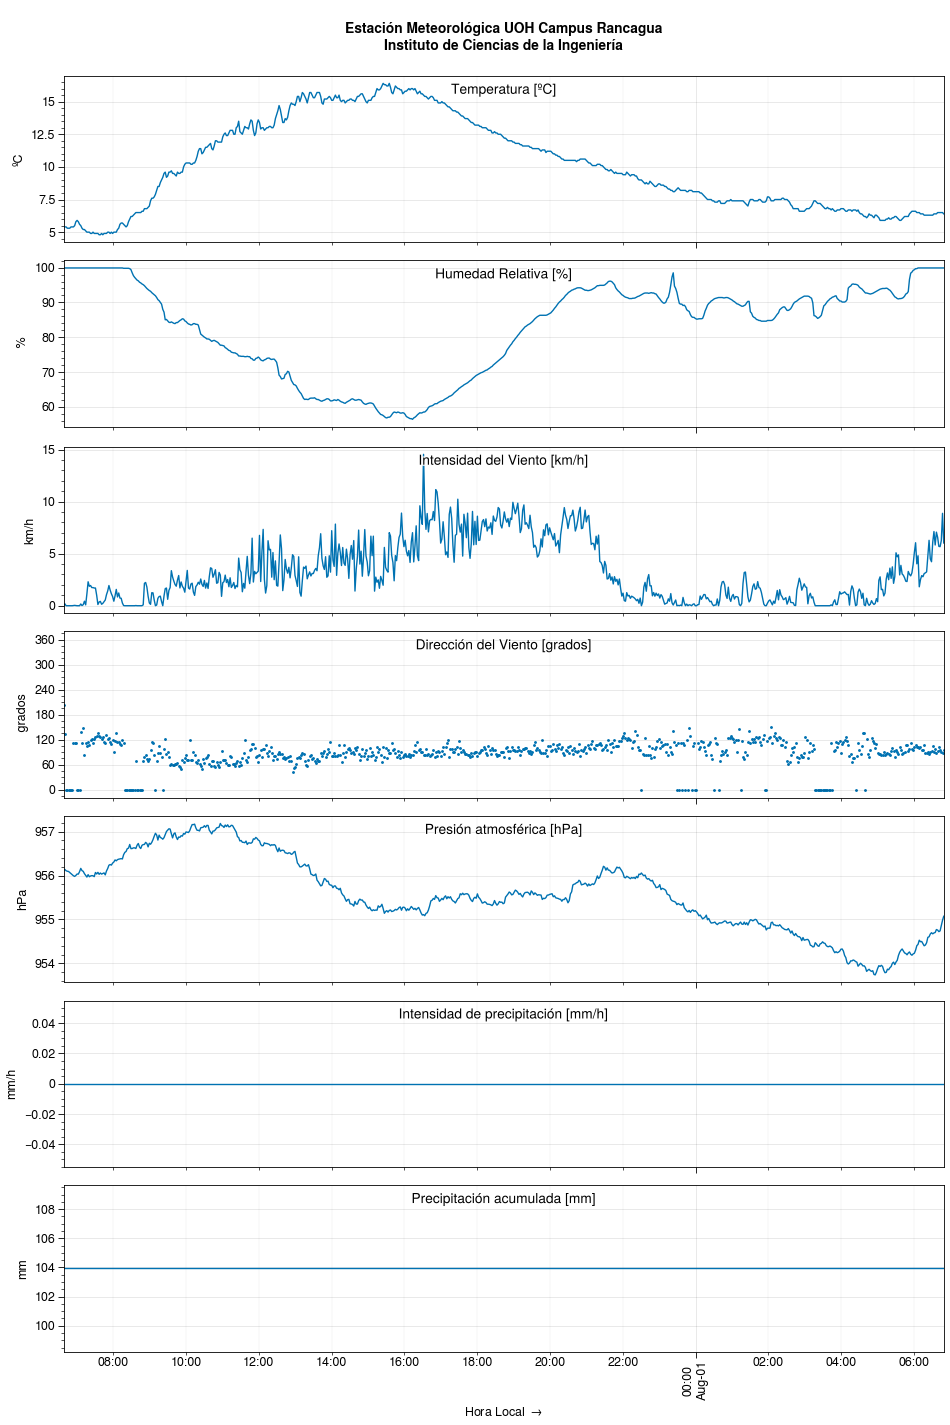 Estación Meteorológica UOH Campus Rancagua
Instituto de Ciencias de la Ingeniería
Temperatura [ºC]
ºC
15
12.5
10
7.5
5
Humedad Relativa [%]
%
100
90
80
70
60
Intensidad del Viento [km/h]
km/h
15
10
5
0
Dirección del Viento [grados]
grados
360
300
240
180
120
60
0
Presión atmosférica [hPa]
hPa
957
956
955
954
Intensidad de precipitación [mm/h]
mm/h
0.04
0.02
0
−0.02
−0.04
Precipitación acumulada [mm]
mm
108
106
104
102
100
08:00 10:00 12:00 14:00 16:00 18:00 20:00 22:00 00:00 02:00 04:00 06:00
Aug-01
Hora Local →